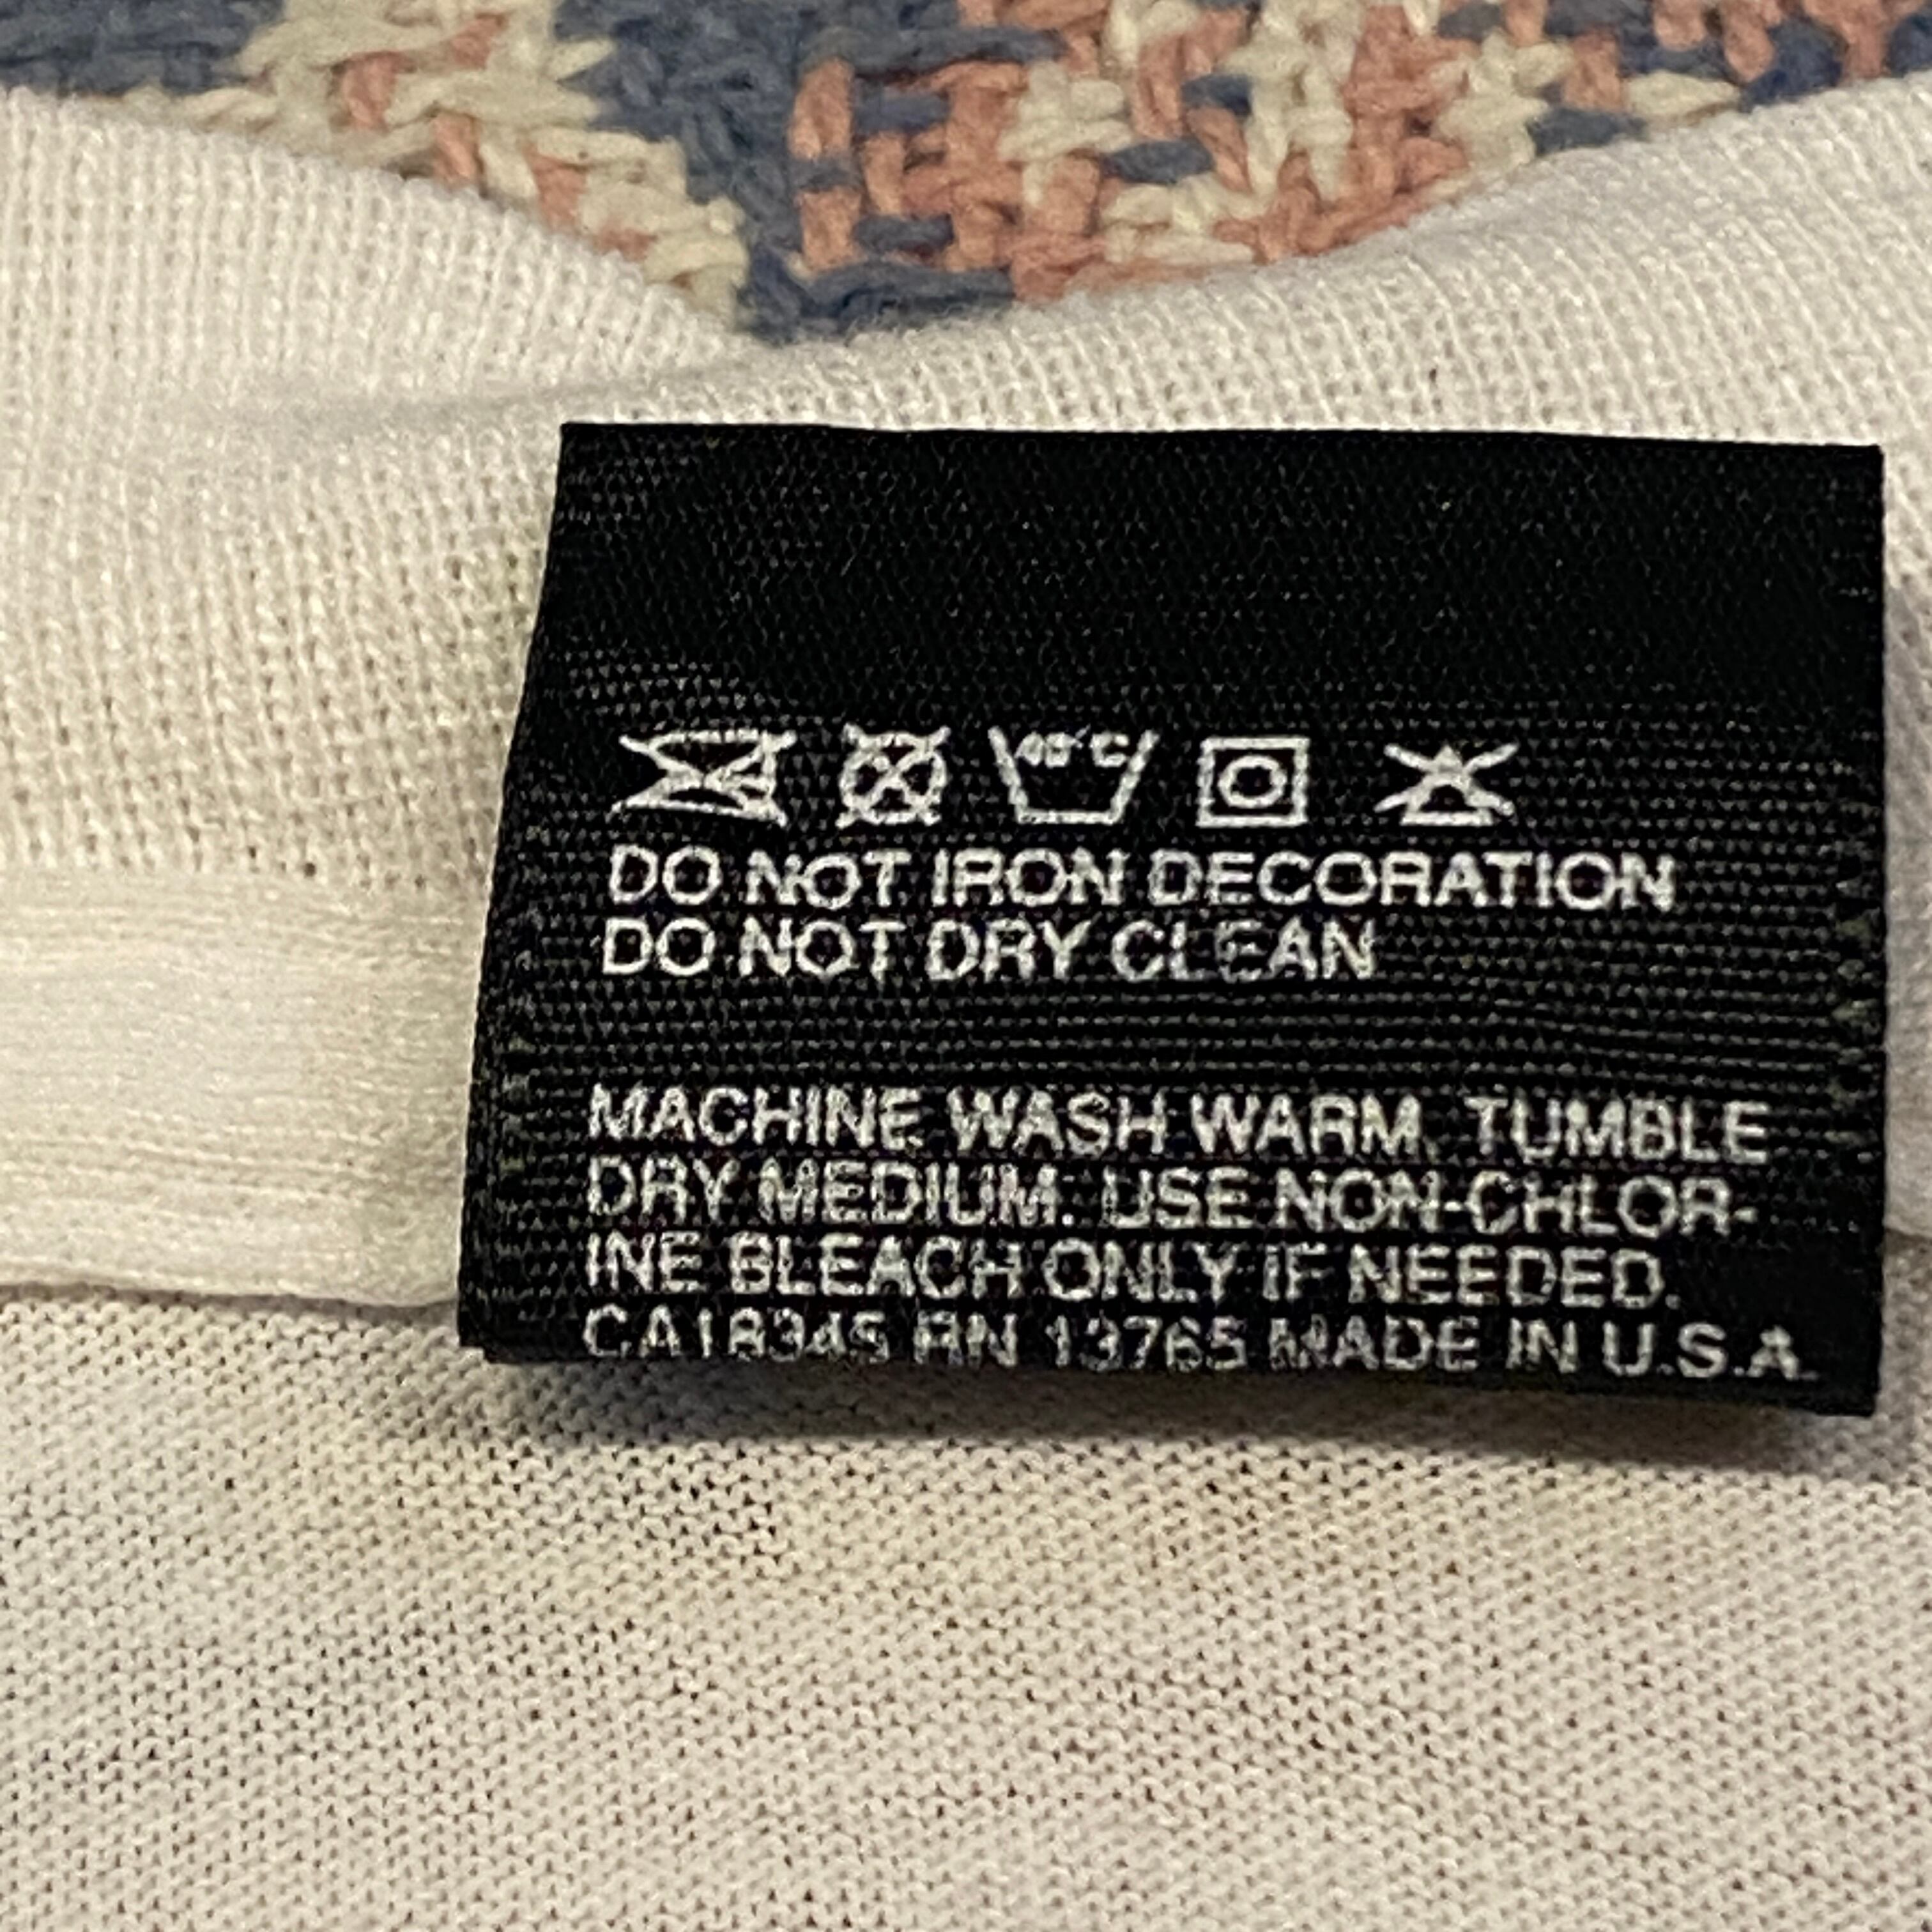 40°C
DO NOT IRON DECORATION
DO NOT DRY CLEAN
MACHINE WASH WARM. TUMBLE
DRY MEDIUM. USE NON-CHLOR-
INE BLEACH ONLY IF NEEDED.
CA18345 RN 13765 MADE IN U.S.A.